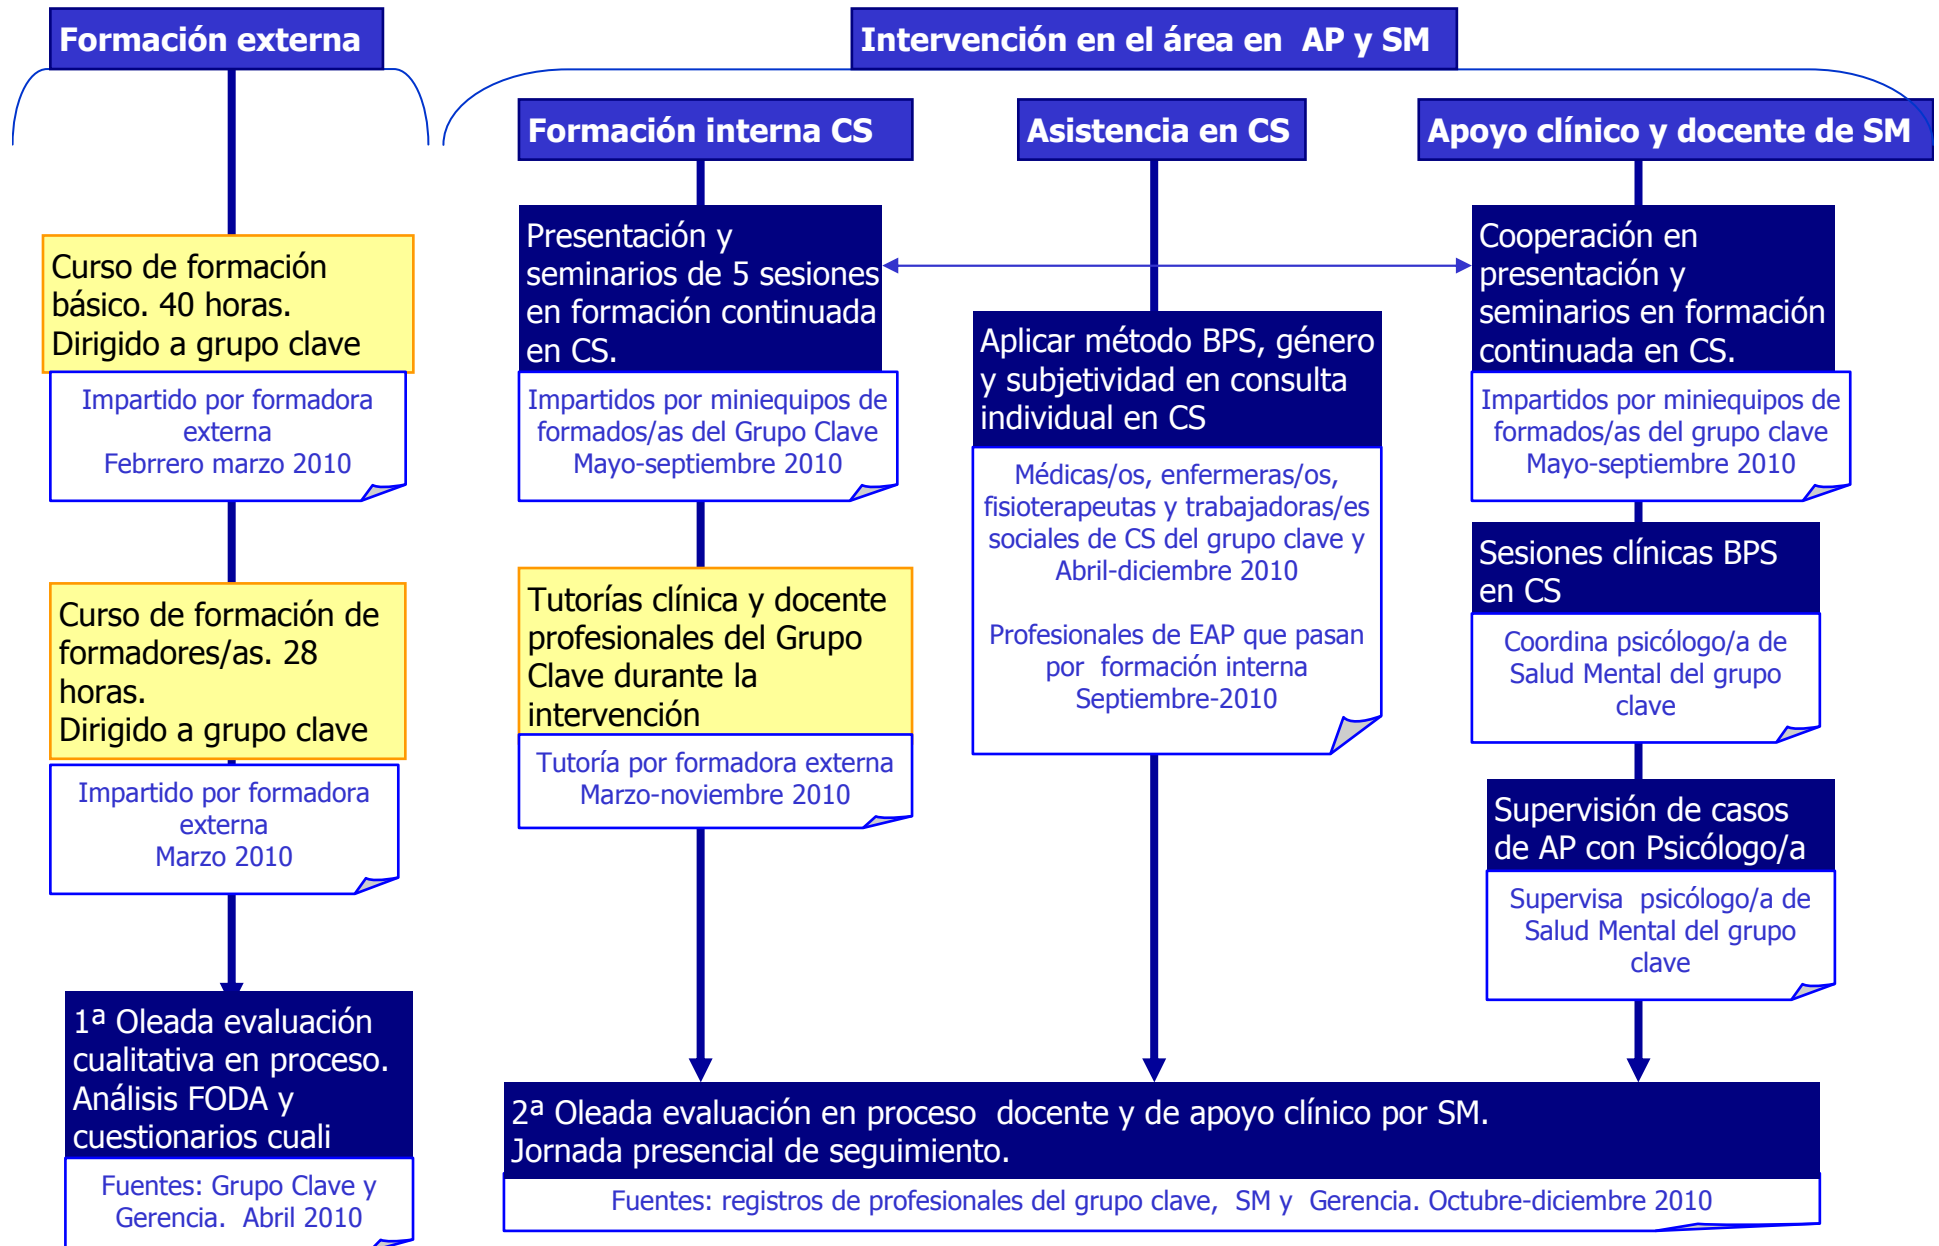 Formación externa
Intervención en el área en AP y SM
Formación interna CS
Asistencia en CS
Apoyo clínico y docente de SM
Curso de formación
básico. 40 horas.
Dirigido a grupo clave
Impartido por formadora
externa
Febrrero marzo 2010
Curso de formación de
formadores/as. 28
horas.
Dirigido a grupo clave
Impartido por formadora
externa
Marzo 2010
1ª Oleada evaluación
cualitativa en proceso.
Análisis FODA y
cuestionarios cuali
Fuentes: Grupo Clave y
Gerencia. Abril 2010
Presentación y
seminarios de 5 sesiones
en formación continuada
en CS.
Impartidos por miniequipos de
formados/as del Grupo Clave
Mayo-septiembre 2010
Tutorías clínica y docente
profesionales del Grupo
Clave durante la
intervención
Tutoría por formadora externa
Marzo-noviembre 2010
Aplicar método BPS, género
y subjetividad en consulta
individual en CS
Médicas/os, enfermeras/os,
fisioterapeutas y trabajadoras/es
sociales de CS del grupo clave y
Abril-diciembre 2010
Profesionales de EAP que pasan
por formación interna
Septiembre-2010
Cooperación en
presentación y
seminarios en formación
continuada en CS.
Impartidos por miniequipos de
formados/as del grupo clave
Mayo-septiembre 2010
Sesiones clínicas BPS
en CS
Coordina psicólogo/a de
Salud Mental del grupo
clave
Supervisión de casos
de AP con Psicólogo/a
Supervisa psicólogo/a de
Salud Mental del grupo
clave
2ª Oleada evaluación en proceso docente y de apoyo clínico por SM.
Jornada presencial de seguimiento.
Fuentes: registros de profesionales del grupo clave, SM y Gerencia. Octubre-diciembre 2010